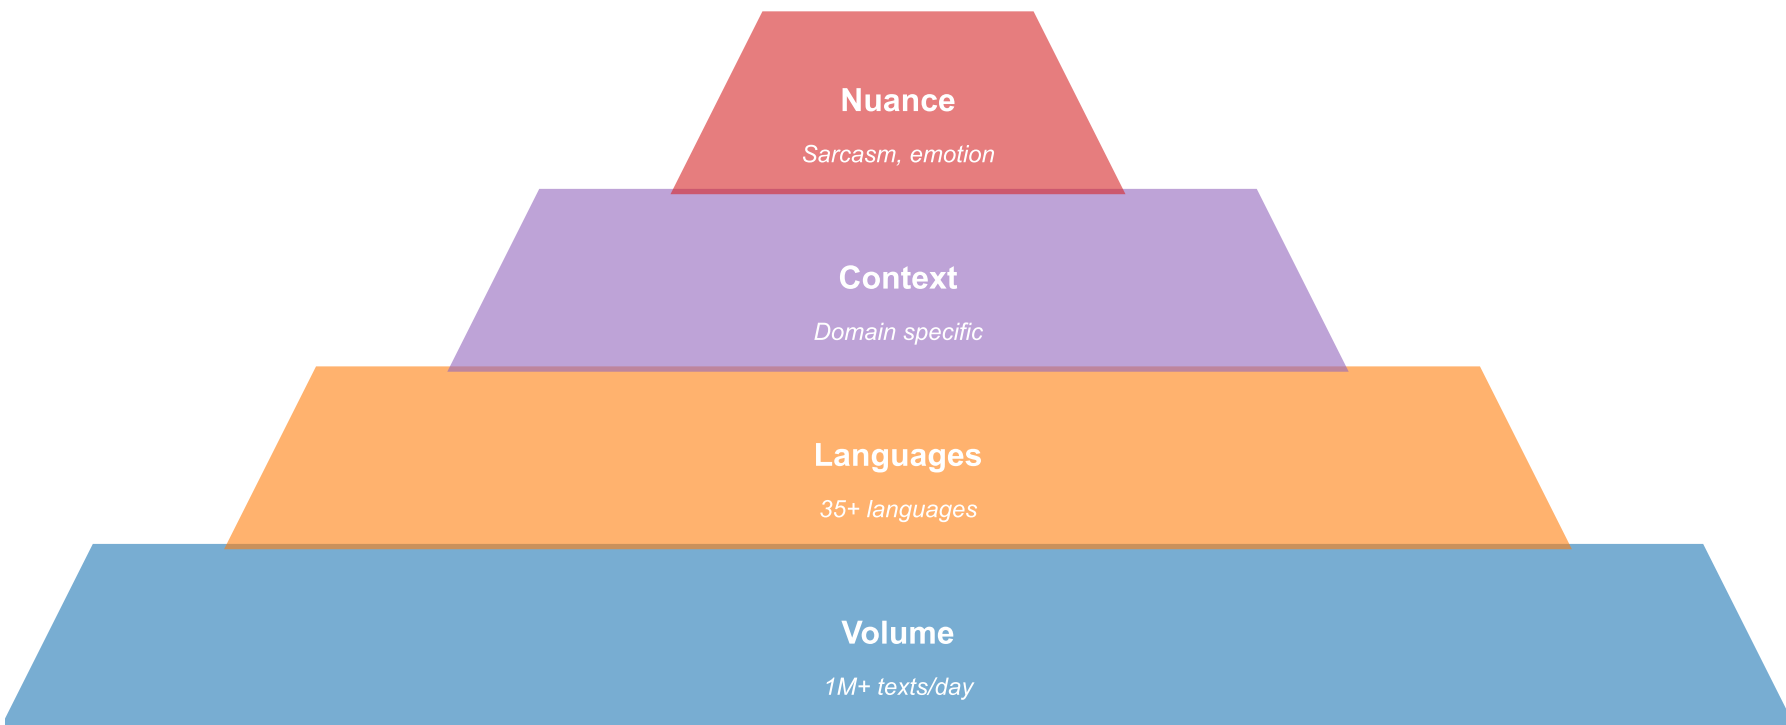 Nuance
Sarcasm, emotion
Context
Domain specific
Languages
35+ languages
Volume
1M+ texts/day